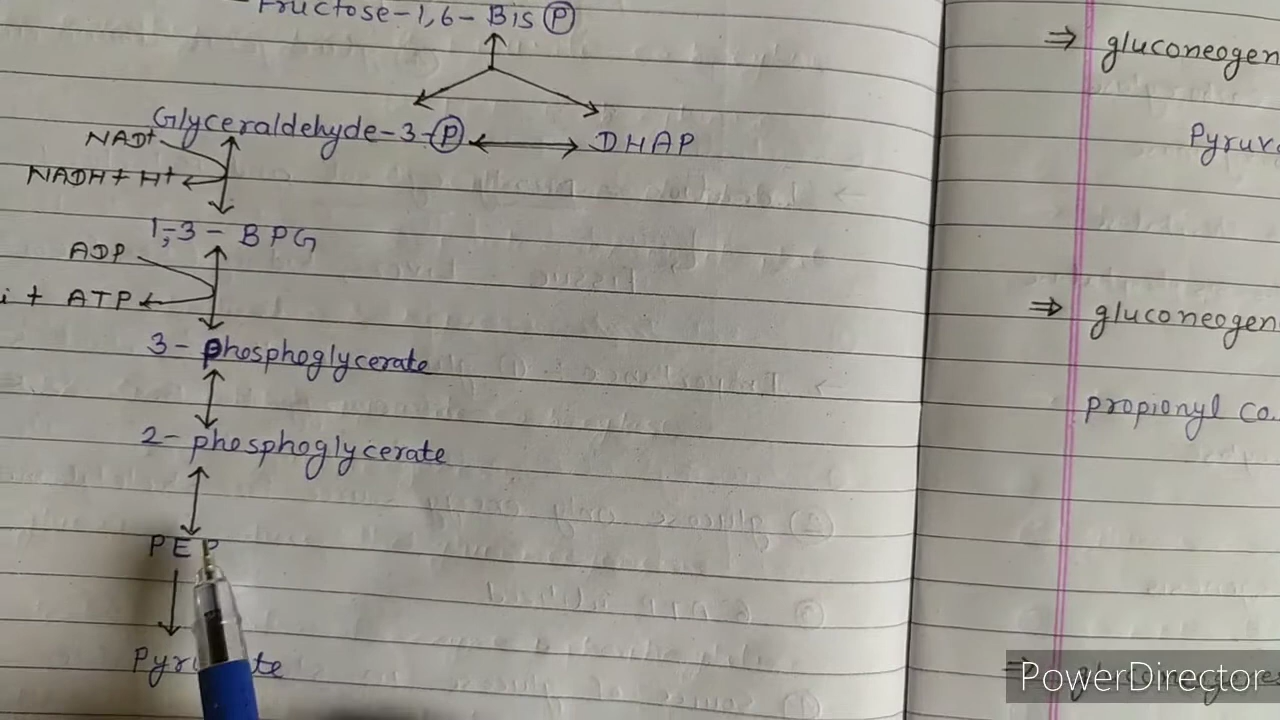 Fructose-1,6-Bis P
Glyceraldehyde-3-P
DHAP
NAD+
NADH + H+
1,3-BPG
ADP
i + ATP
3-phosphoglycerate
2-phosphoglycerate
PEP
⇒ gluconeogen
Pyruv
⇒ gluconeogen
propionyl co
PowerDirector